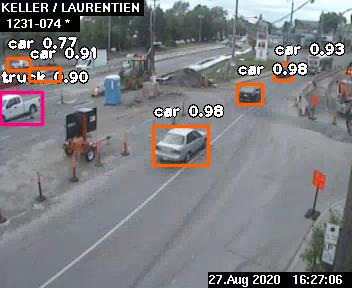 KELLER / LAURENTIEN
1231-074 *
car 0.77
car 0.91
car 0.93
car 0.98
truck 0.90
car 0.98
27.Aug 2020 16:27:06